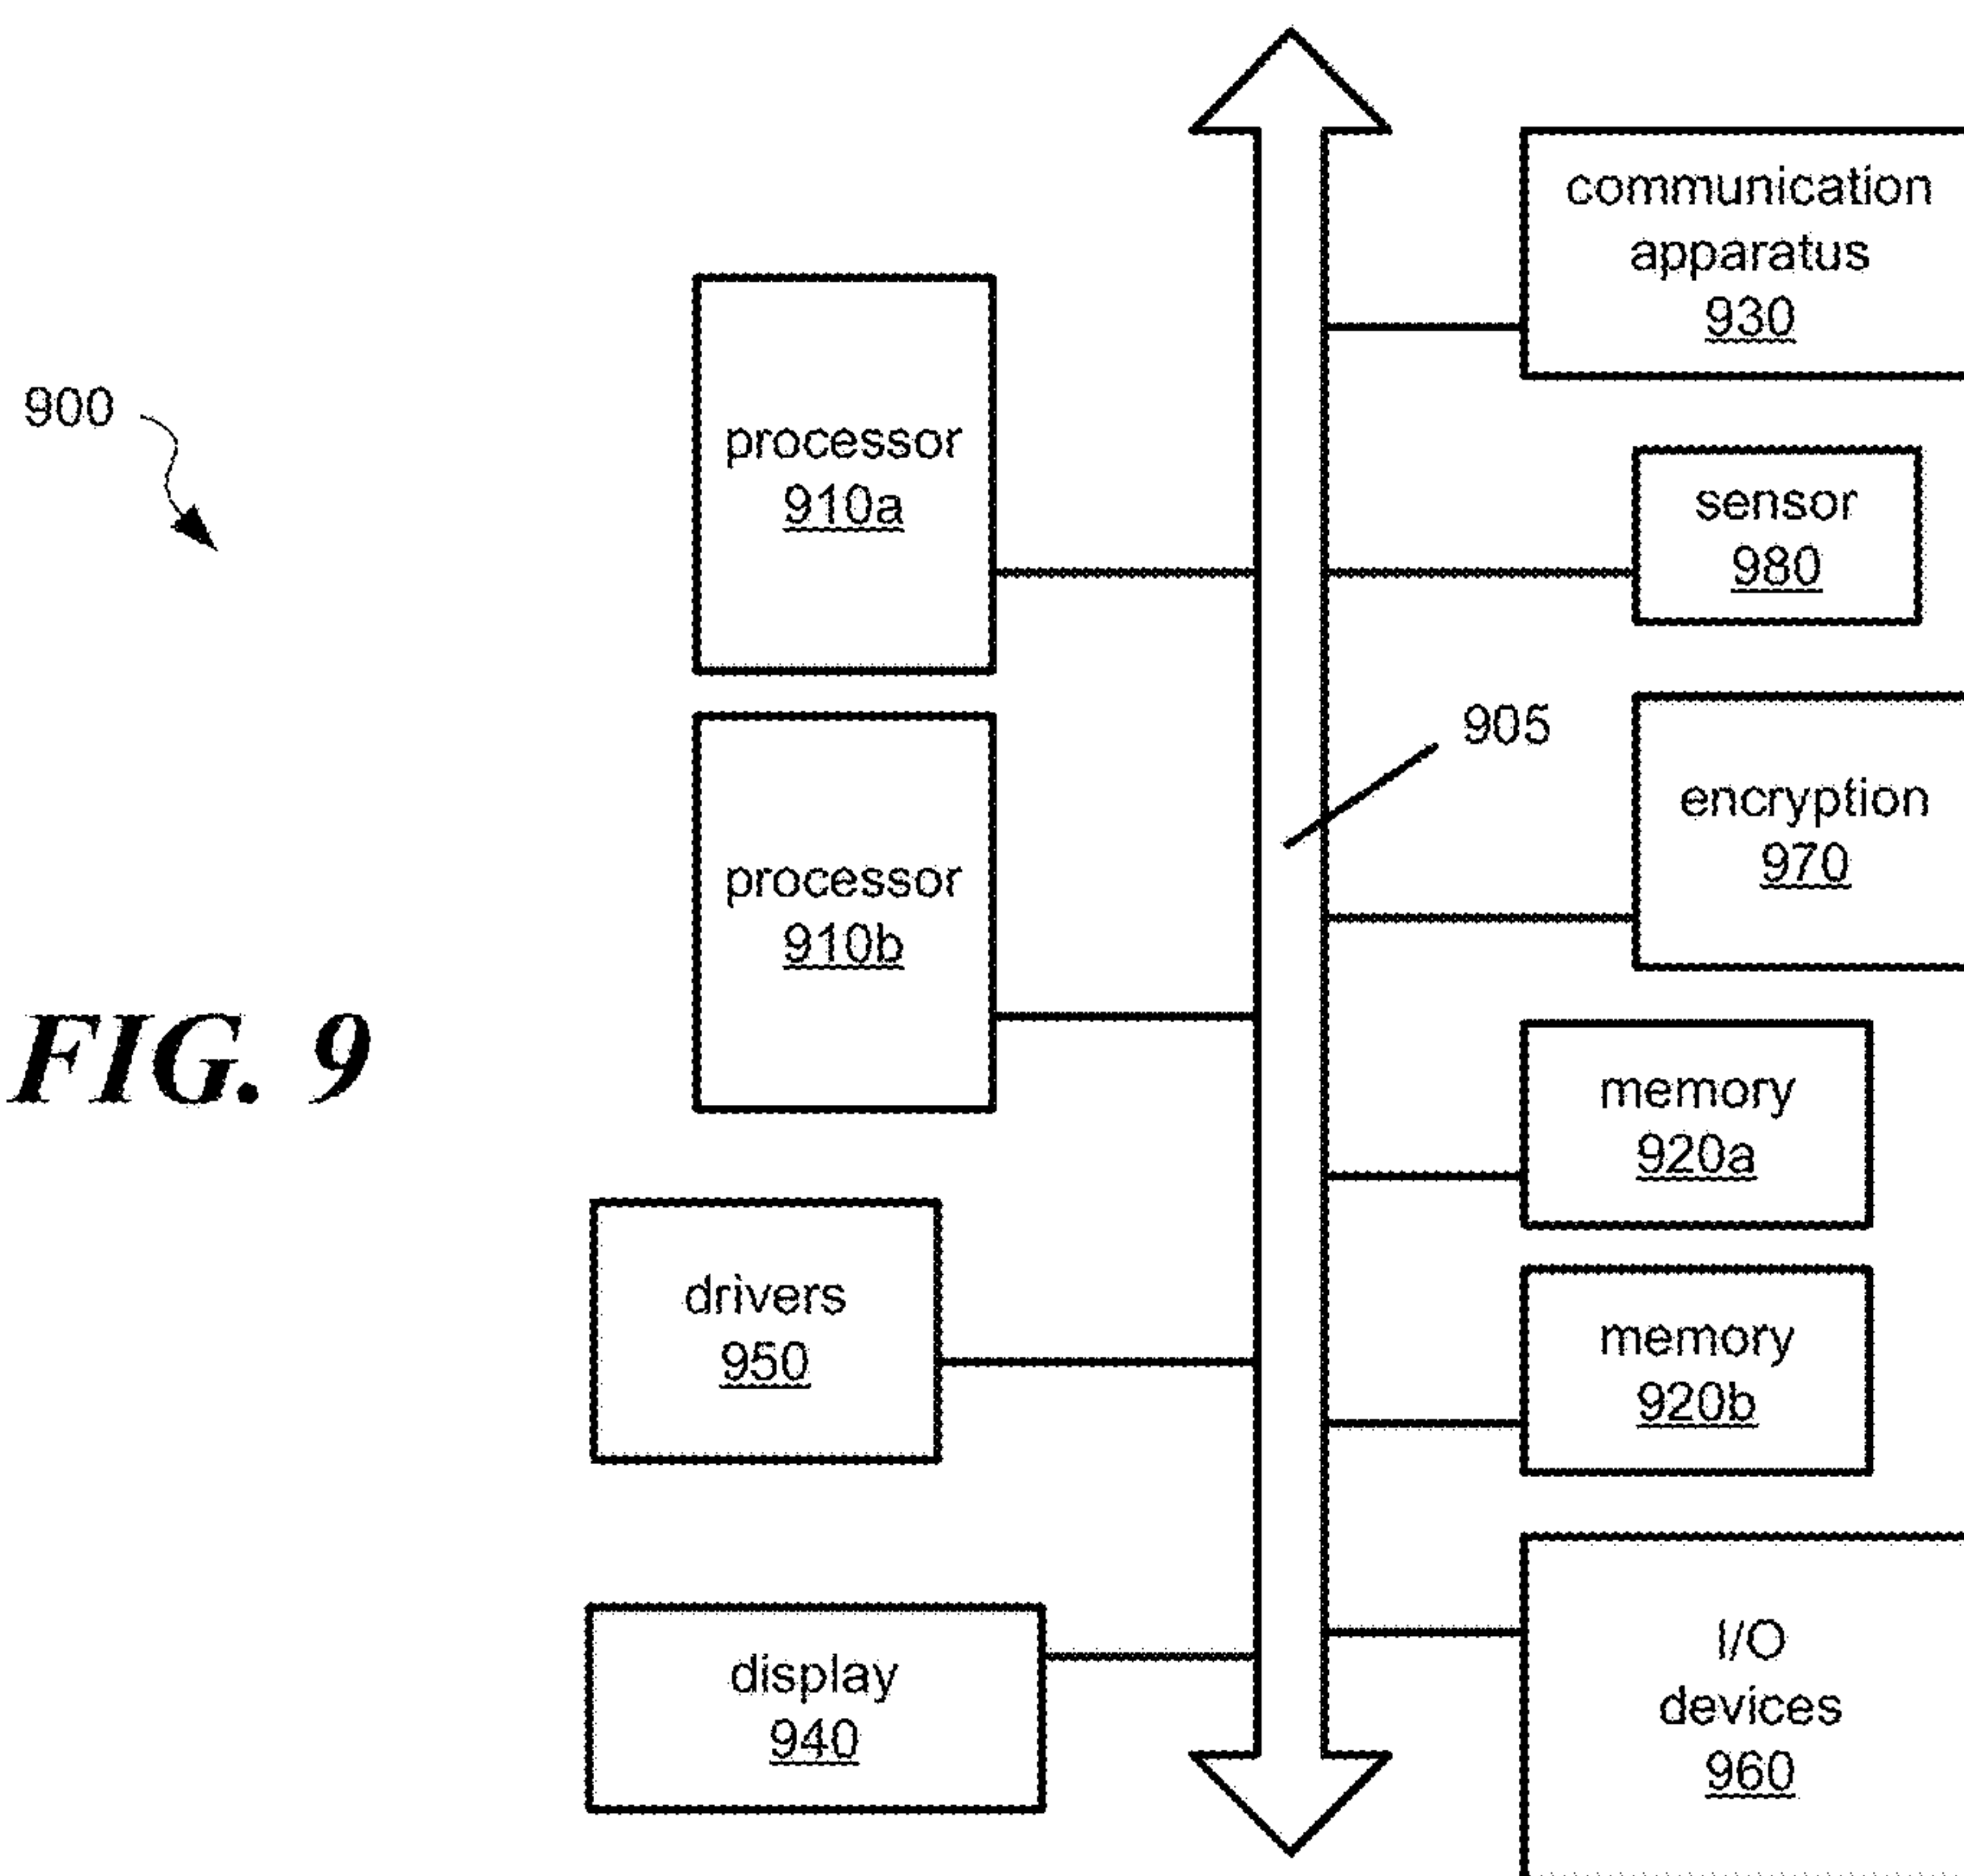 900
FIG. 9
processor
910a
processor
910b
drivers
950
display
940
905
communication
apparatus
930
sensor
980
encryption
970
memory
920a
memory
920b
I/O
devices
960